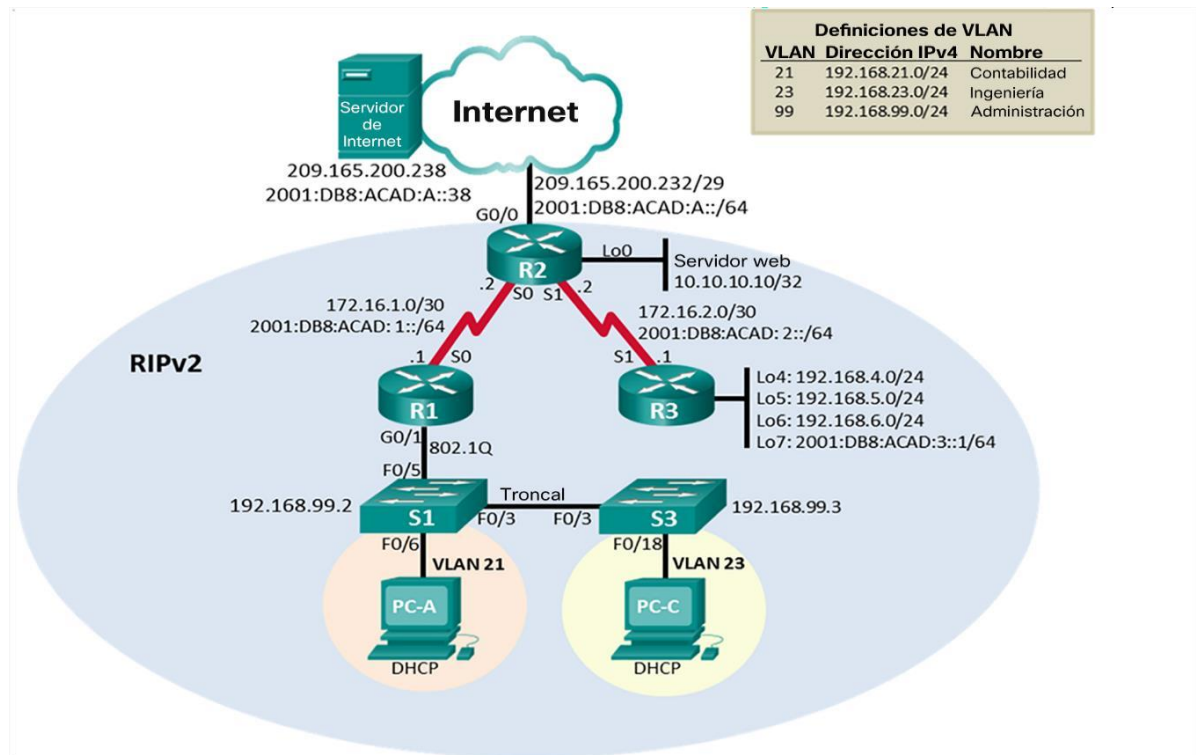 Definiciones de VLAN
VLAN Dirección IPv4 Nombre
21 192.168.21.0/24 Contabilidad
23 192.168.23.0/24 Ingeniería
99 192.168.99.0/24 Administración
Servidor
de
Internet
Internet
209.165.200.238
2001:DB8:ACAD:A::38
209.165.200.232/29
2001:DB8:ACAD:A::/64
G0/0
R2
Lo0
Servidor web
10.10.10.10/32
.2
S0
S1
.2
172.16.1.0/30
2001:DB8:ACAD: 1::/64
172.16.2.0/30
2001:DB8:ACAD: 2::/64
RIPv2
.1
S0
S1
.1
R1
R3
Lo4: 192.168.4.0/24
Lo5: 192.168.5.0/24
Lo6: 192.168.6.0/24
Lo7: 2001:DB8:ACAD:3::1/64
G0/1
802.1Q
F0/5
192.168.99.2
S1
Troncal
F0/3
F0/3
S3
192.168.99.3
F0/6
F0/18
VLAN 21
VLAN 23
PC-A
PC-C
DHCP
DHCP